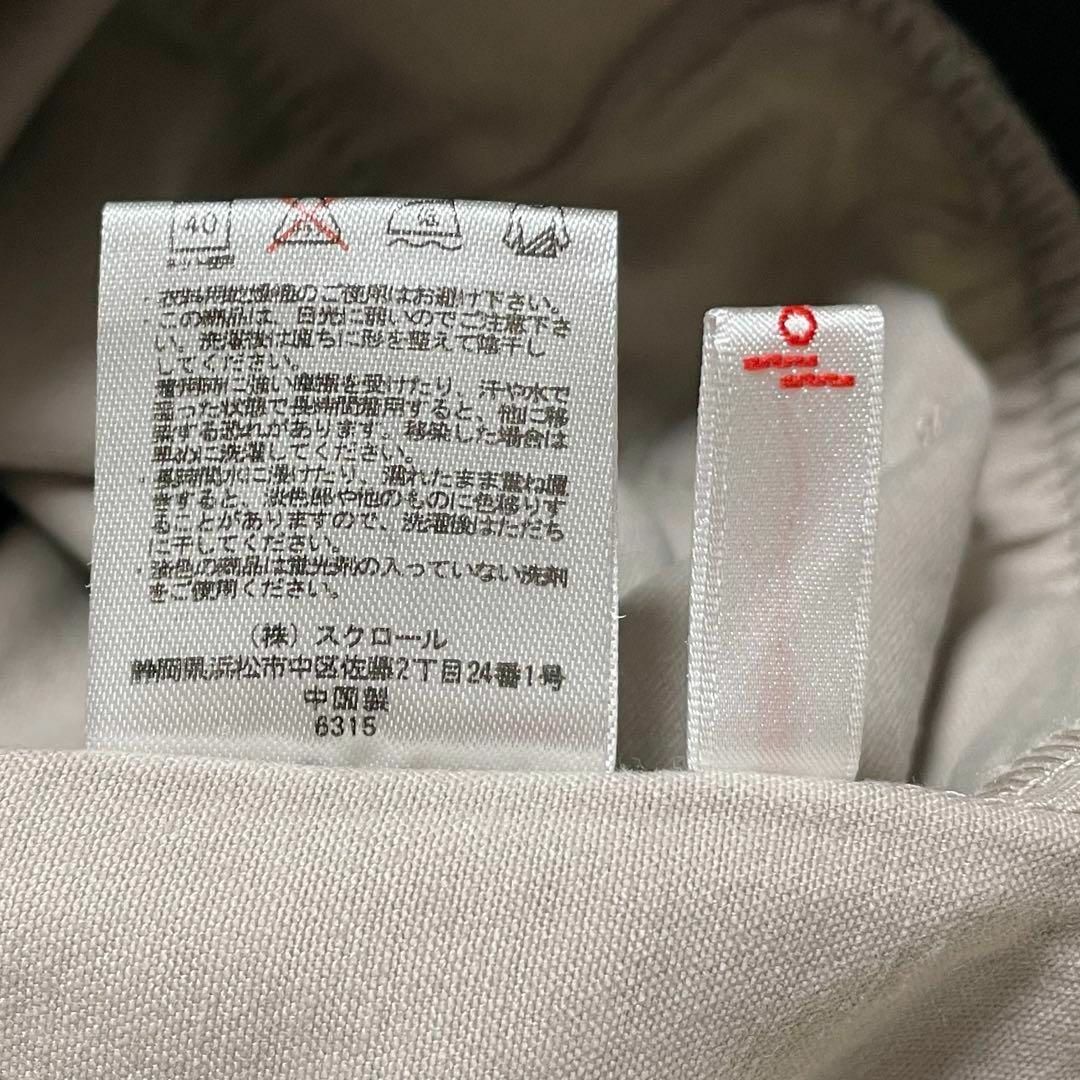 40
ネット使用
・衣料用乾燥機のご使用はお避け下さい。
・この商品は、日光に弱いのでご注意下さ
い。洗濯後は直ちに形を整えて陰干し
してください。
・着用時に強い摩擦を受けたり、汗や水で
湿った状態で長時間着用すると、他に移
染する恐れがあります。移染した場合は
早めに洗濯してください。
・長時間水に浸けたり、濡れたまま重ね置
きすると、淡色部や他のものに色移りす
ることがありますので、洗濯後はただち
に干してください。
・淡色の商品は蛍光剤の入っていない洗剤
をご使用ください。
(株) スクロール
静岡県浜松市中区佐藤2丁目24番1号
中国製
6315